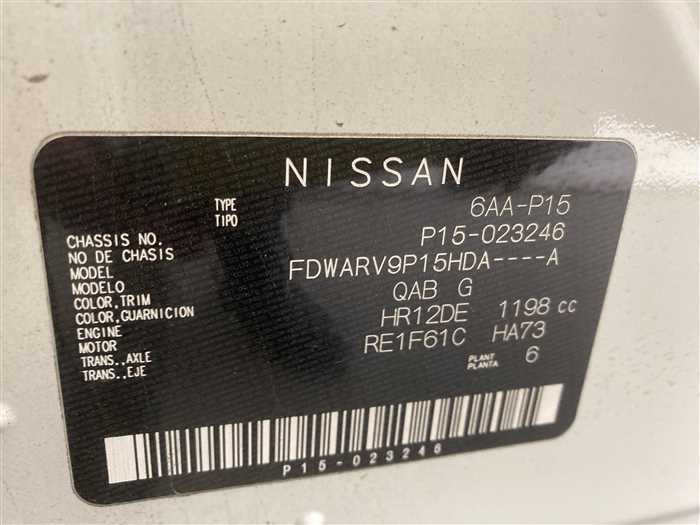 NISSAN
TYPE 6AA-P15
TIPO
CHASSIS NO. P15-023246
NO DE CHASIS
MODEL FDWARV9P15HDA----A
MODELO
COLOR,TRIM QAB G
COLOR,GUARNICION
ENGINE HR12DE 1198 cc
MOTOR
TRANS.,AXLE RE1F61C HA73
TRANS.,EJE
PLANT 6
PLANTA
P15-023246